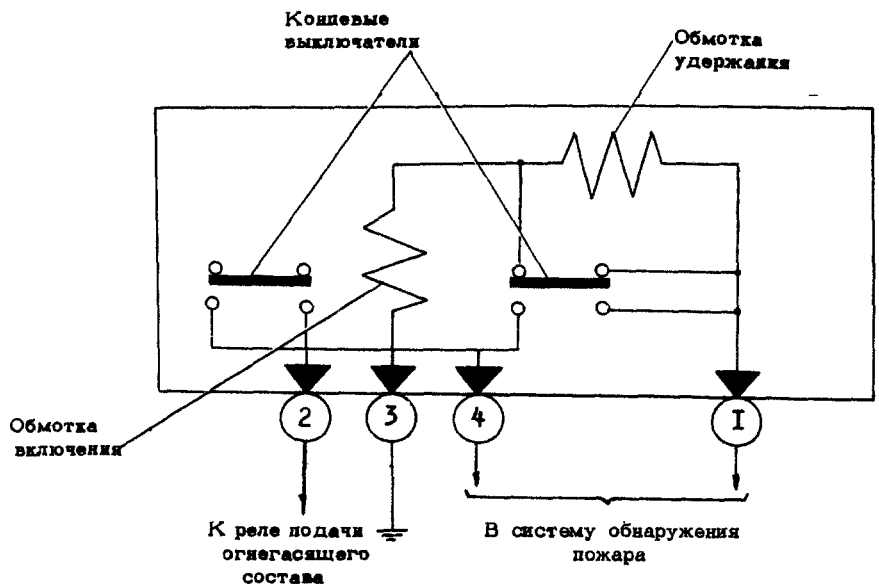 Концевые
выключатели
Обмотка
удержания
2
3
4
I
Обмотка
включения
К реле подачи
огнегасящего
состава
В систему обнаружения
пожара